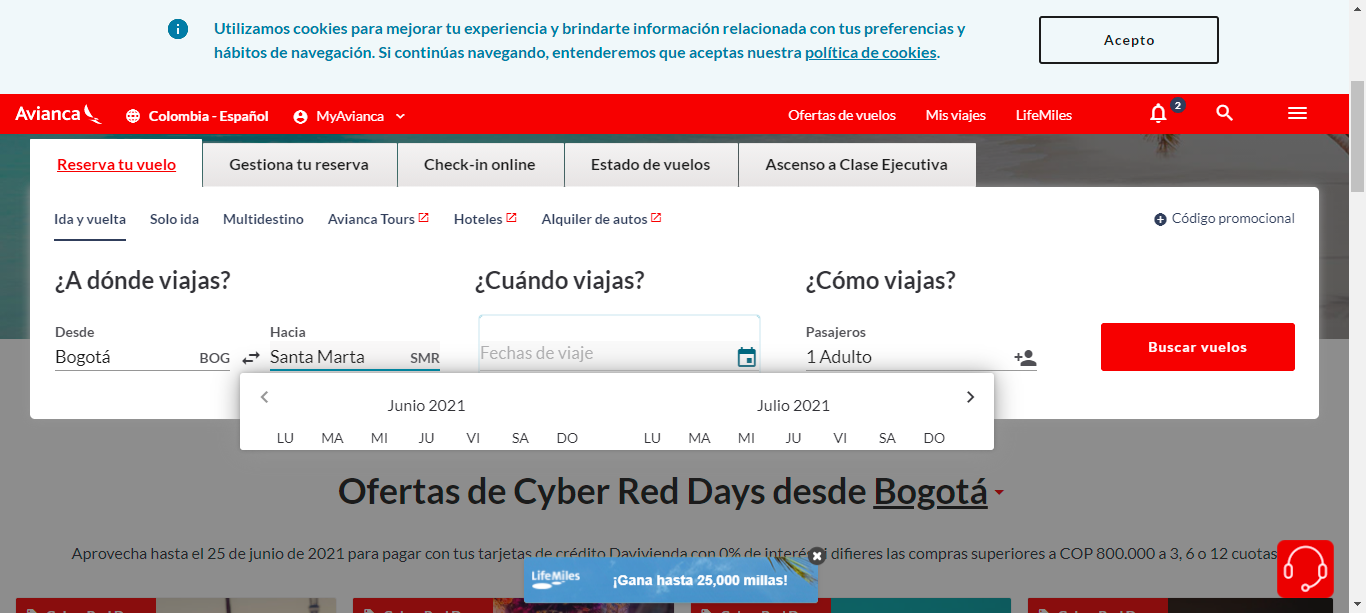 Utilizamos cookies para mejorar tu experiencia y brindarte información relacionada con tus preferencias y
hábitos de navegación. Si continúas navegando, entenderemos que aceptas nuestra política de cookies.
Acepto
Avianca
Colombia - Español
MyAvianca
Ofertas de vuelos
Mis viajes
LifeMiles
2
Reserva tu vuelo
Gestiona tu reserva
Check-in online
Estado de vuelos
Ascenso a Clase Ejecutiva
Ida y vuelta
Solo ida
Multidestino
Avianca Tours
Hoteles
Alquiler de autos
Código promocional
¿A dónde viajas?
¿Cuándo viajas?
¿Cómo viajas?
Desde
Hacia
Pasajeros
Bogotá BOG
Santa Marta SMR
Fechas de viaje
1 Adulto
Buscar vuelos
Junio 2021
Julio 2021
LU MA MI JU VI SA DO
LU MA MI JU VI SA DO
Ofertas de Cyber Red Days desde Bogotá
Aprovecha hasta el 25 de junio de 2021 para pagar con tus tarjetas de crédito Davivienda con 0% de interés difieres las compras superiores a COP 800.000 a 3, 6 o 12 cuotas
LifeMiles
¡Gana hasta 25,000 millas!